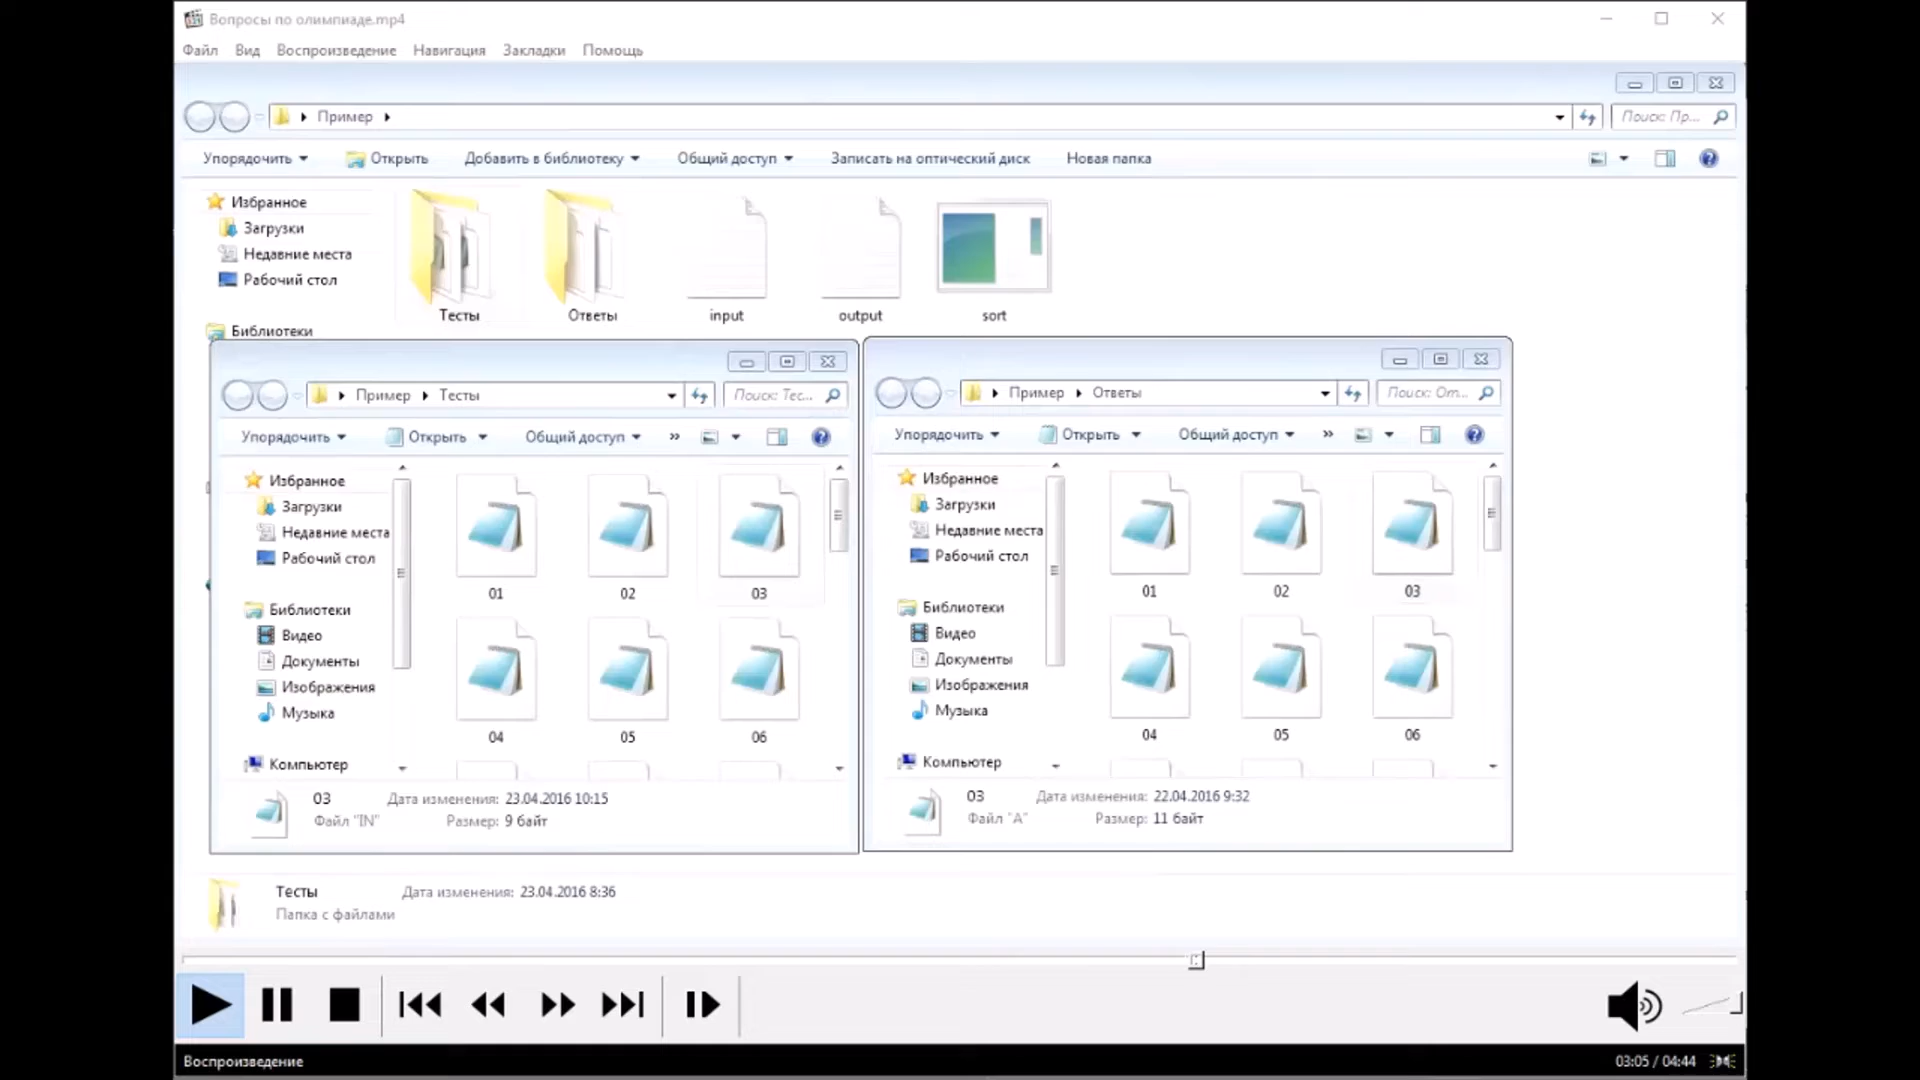 Вопросы по олимпиаде.mp4
Файл Вид Воспроизведение Навигация Закладки Помощь
Пример
Поиск: Пр...
Упорядочить Открыть Добавить в библиотеку Общий доступ Записать на оптический диск Новая папка
Избранное
Загрузки
Недавние места
Рабочий стол
Библиотеки
Тесты Ответы input output sort
Пример Тесты
Поиск: Тес...
Упорядочить Открыть Общий доступ »
Избранное
Загрузки
Недавние места
Рабочий стол
Библиотеки
Видео
Документы
Изображения
Музыка
Компьютер
01 02 03
04 05 06
03 Дата изменения: 23.04.2016 10:15
Файл "IN" Размер: 9 байт
Пример Ответы
Поиск: От...
Упорядочить Открыть Общий доступ »
Избранное
Загрузки
Недавние места
Рабочий стол
Библиотеки
Видео
Документы
Изображения
Музыка
Компьютер
01 02 03
04 05 06
03 Дата изменения: 22.04.2016 9:32
Файл "A" Размер: 11 байт
Тесты Дата изменения: 23.04.2016 8:36
Папка с файлами
Воспроизведение
03:05 / 04:44